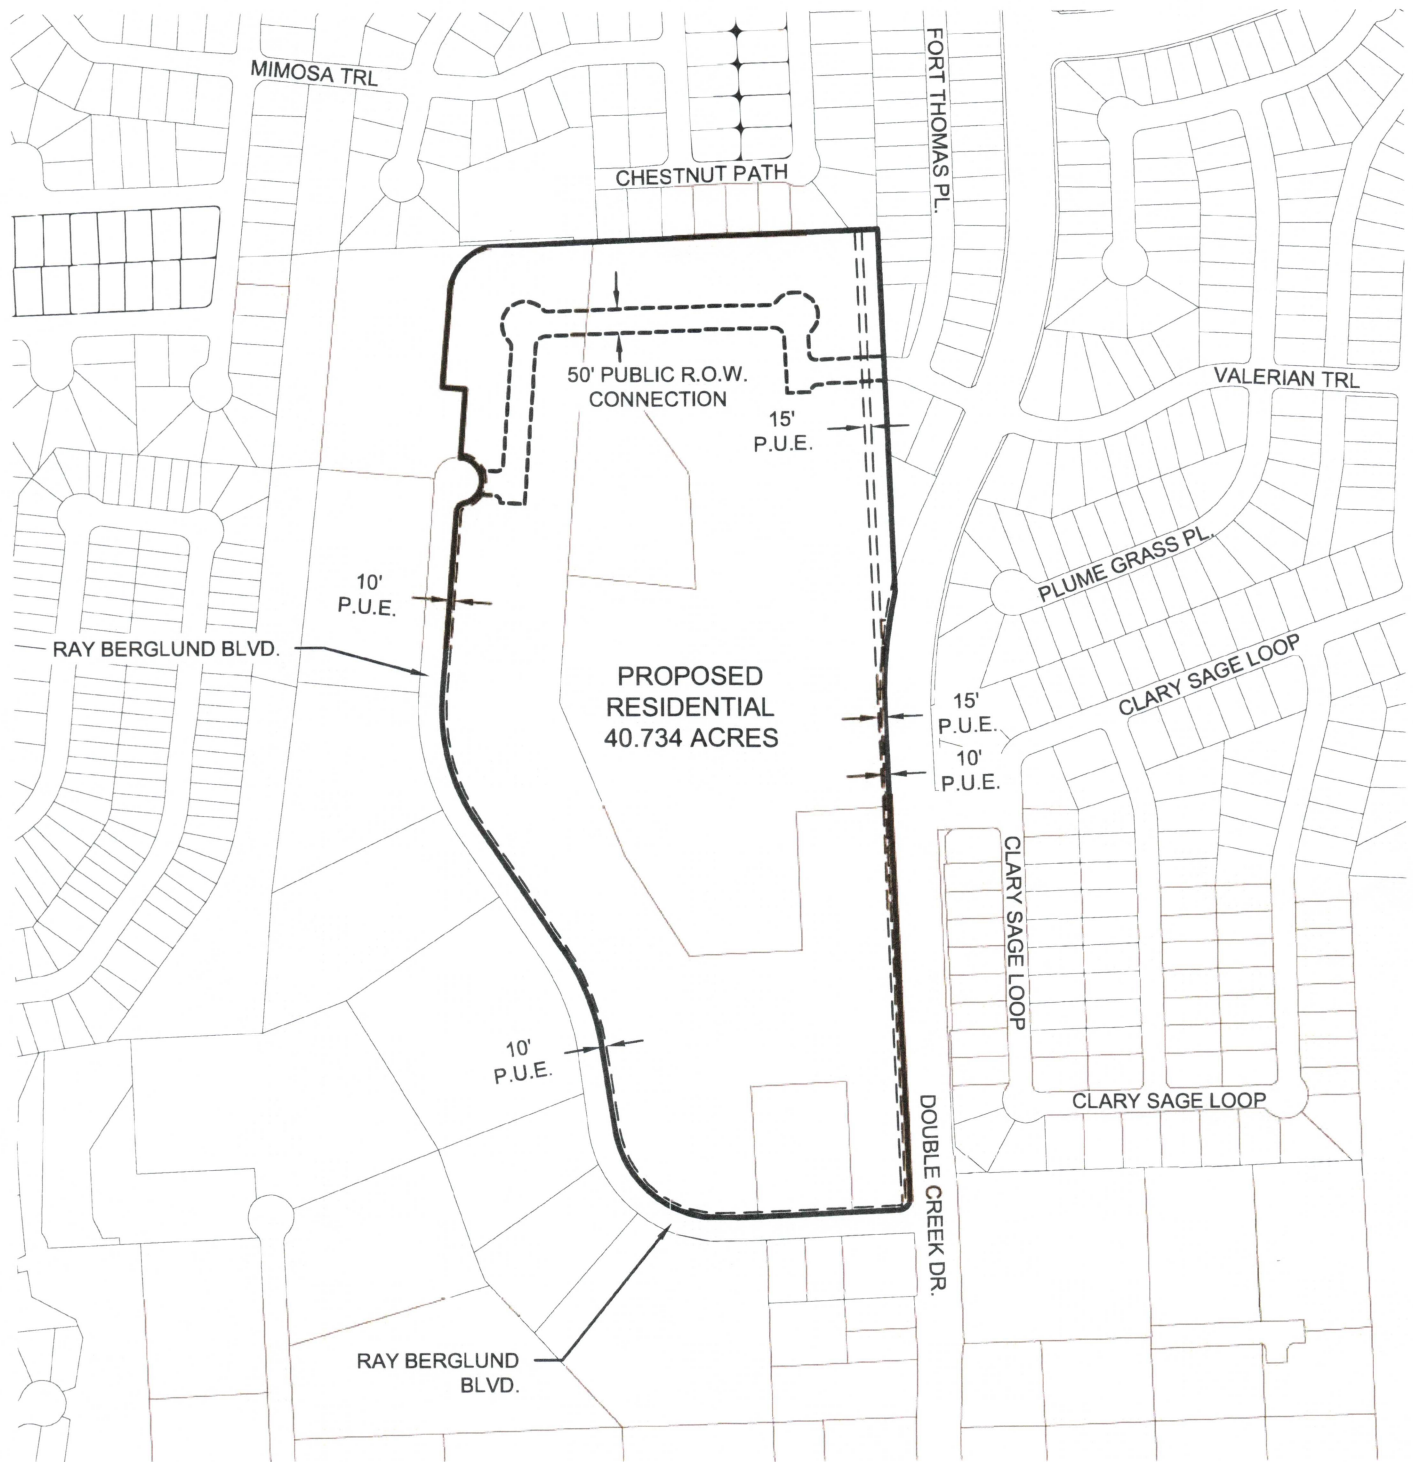 MIMOSA TRL
FORT THOMAS PL.
CHESTNUT PATH
50' PUBLIC R.O.W.
CONNECTION
VALERIAN TRL
15'
P.U.E.
PLUME GRASS PL.
10'
P.U.E.
RAY BERGLUND BLVD.
CLARY SAGE LOOP
PROPOSED
RESIDENTIAL
40.734 ACRES
15'
P.U.E.
10'
P.U.E.
CLARY SAGE LOOP
10'
P.U.E.
CLARY SAGE LOOP
DOUBLE CREEK DR.
RAY BERGLUND
BLVD.